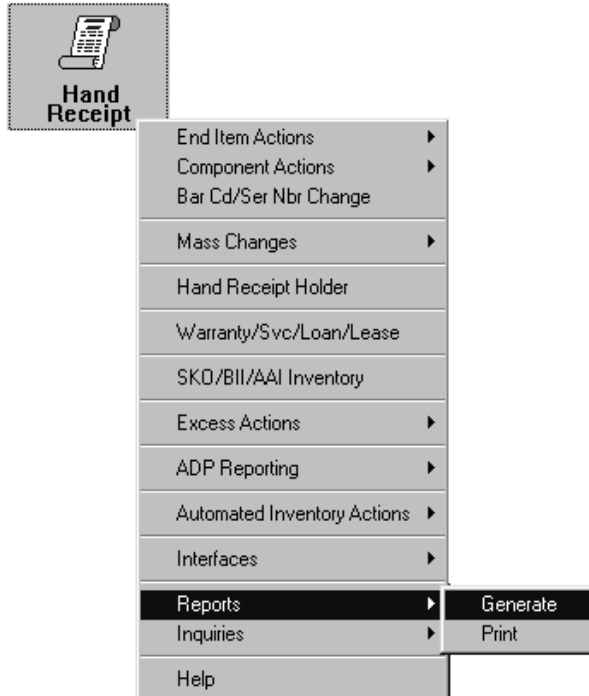 Hand
Receipt
End Item Actions
Component Actions
Bar Cd/Ser Nbr Change
Mass Changes
Hand Receipt Holder
Warranty/Svc/Loan/Lease
SKO/BII/AAI Inventory
Excess Actions
ADP Reporting
Automated Inventory Actions
Interfaces
Reports
Generate
Inquiries
Print
Help